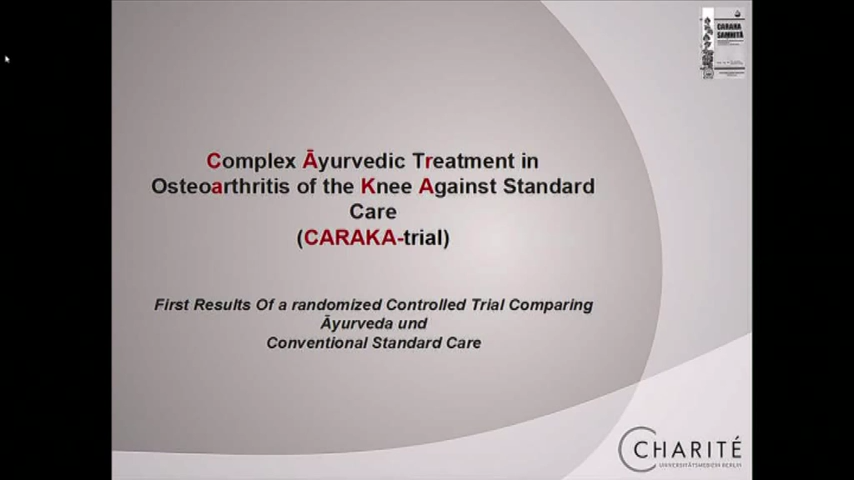 CARAKA
SAMHITĀ
Complex Āyurvedic Treatment in
Osteoarthritis of the Knee Against Standard
Care
(CARAKA-trial)
First Results Of a randomized Controlled Trial Comparing
Āyurveda und
Conventional Standard Care
CHARITÉ
UNIVERSITÄTSMEDIZIN BERLIN